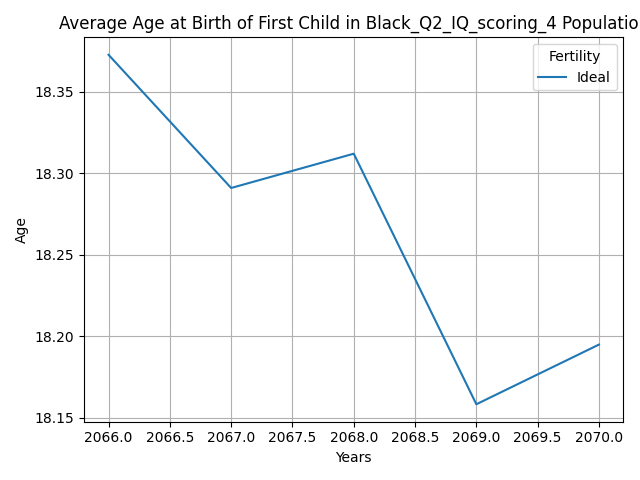 Average Age at Birth of First Child in Black_Q2_IQ_scoring_4 Populatio
Fertility
Ideal
18.35
18.30
18.25
18.20
18.15
Age
2066.0 2066.5 2067.0 2067.5 2068.0 2068.5 2069.0 2069.5 2070.0
Years